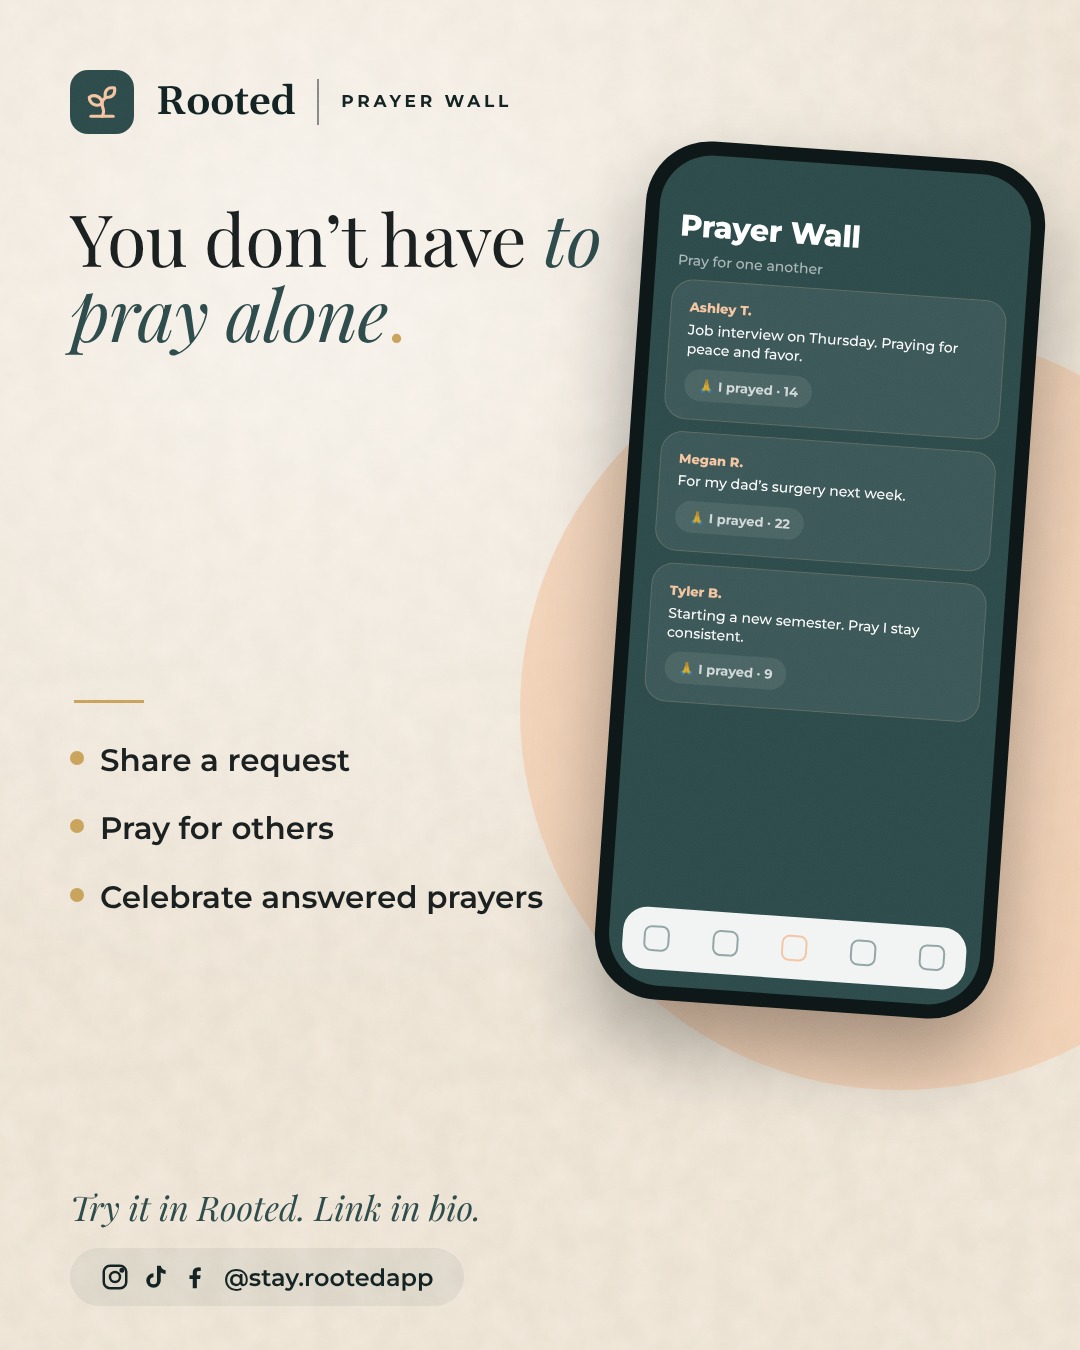 Rooted
PRAYER WALL
You don’t have to
pray alone.
Prayer Wall
Pray for one another
Ashley T.
Job interview on Thursday. Praying for
peace and favor.
🙏 I prayed · 14
Megan R.
For my dad’s surgery next week.
🙏 I prayed · 22
Tyler B.
Starting a new semester. Pray I stay
consistent.
🙏 I prayed · 9
Share a request
Pray for others
Celebrate answered prayers
Try it in Rooted. Link in bio.
@stay.rootedapp